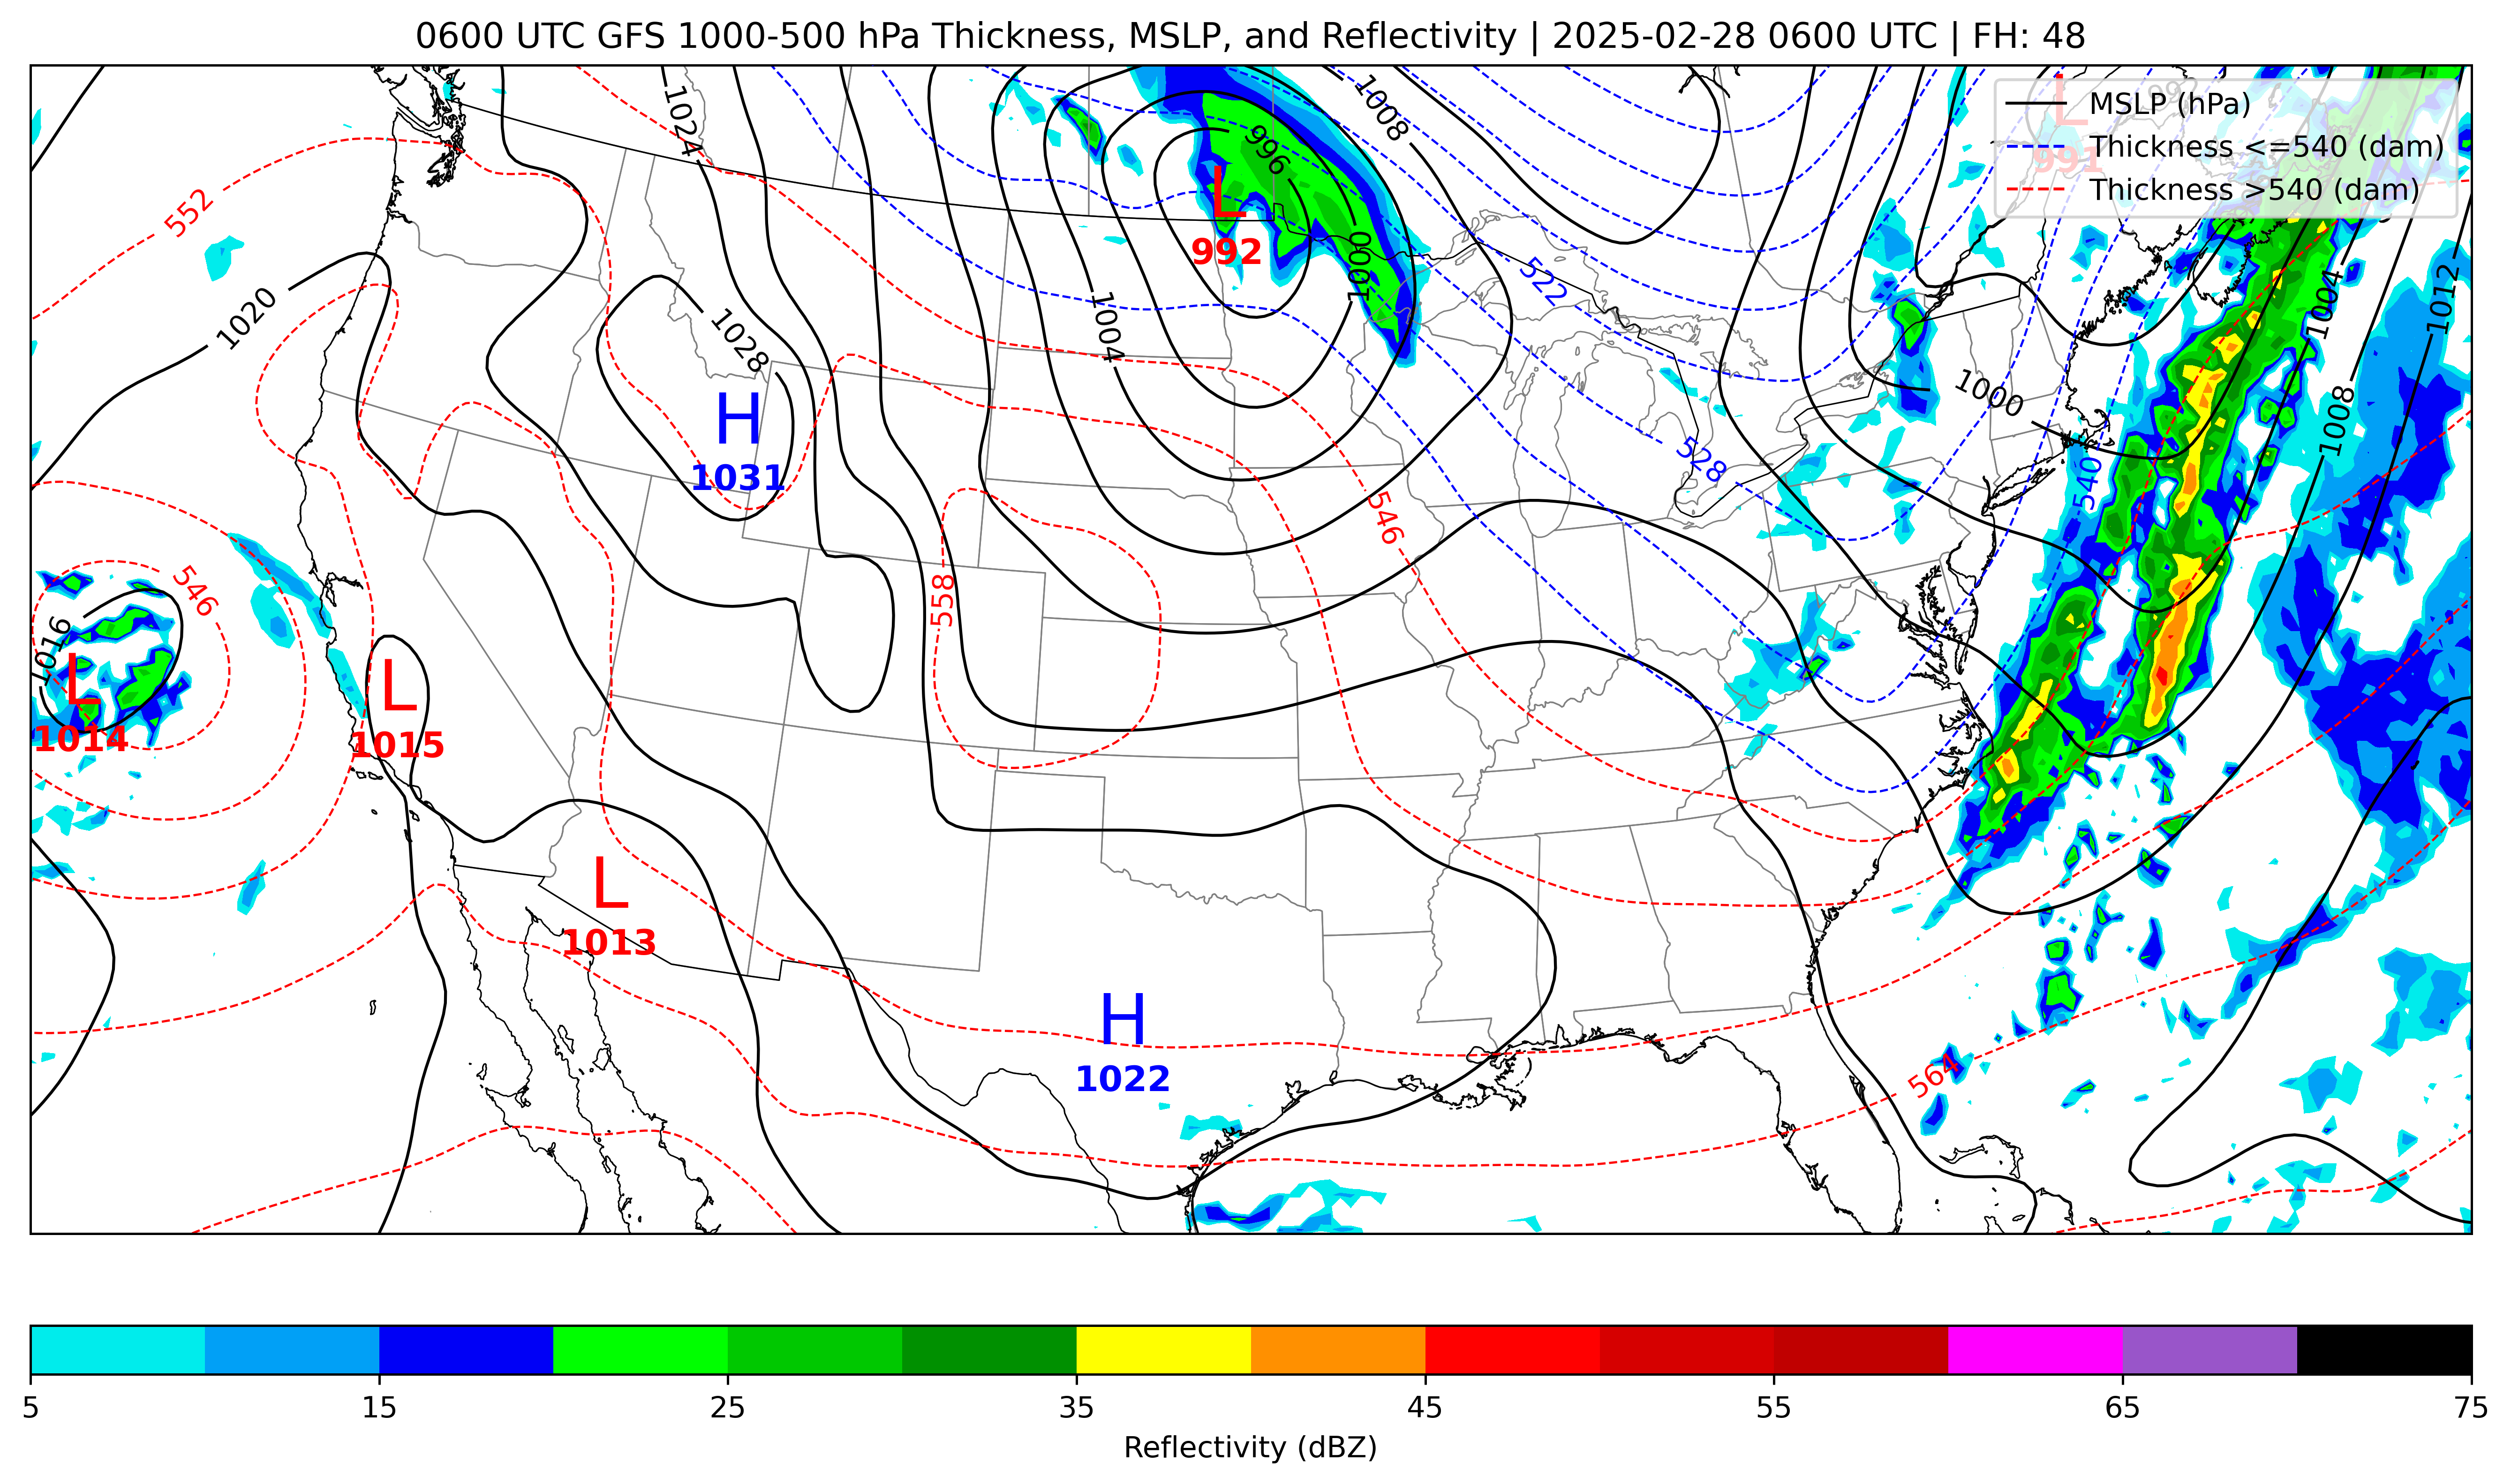 0600 UTC GFS 1000-500 hPa Thickness, MSLP, and Reflectivity | 2025-02-28 0600 UTC | FH: 48
MSLP (hPa)
Thickness <=540 (dam)
Thickness >540 (dam)
L
991
1024
1008
996
L
992
552
1020
1028
1004
1000
522
1004
1012
H
1031
1000
1008
528
540
546
558
546
1016
L
1014
L
1015
L
1013
H
1022
564
5
15
25
35
45
55
65
75
Reflectivity (dBZ)